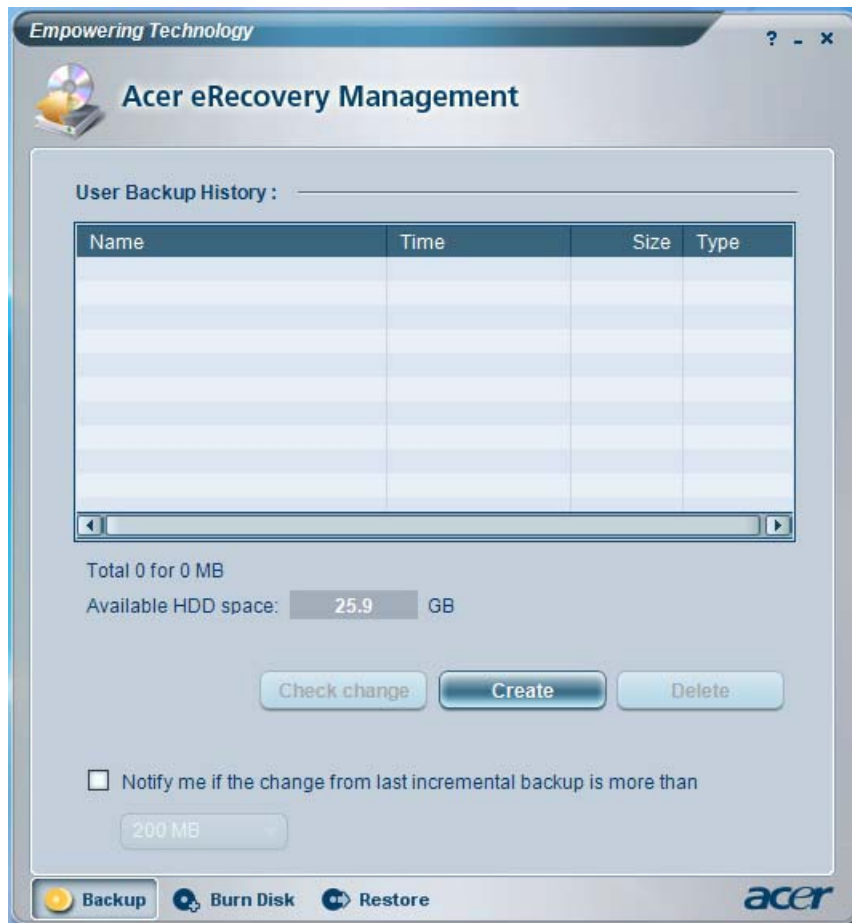 Empowering Technology
? - x
Acer eRecovery Management
User Backup History :
Name Time Size Type
Total 0 for 0 MB
Available HDD space: 25.9 GB
Check change Create Delete
Notify me if the change from last incremental backup is more than
200 MB
Backup Burn Disk Restore acer